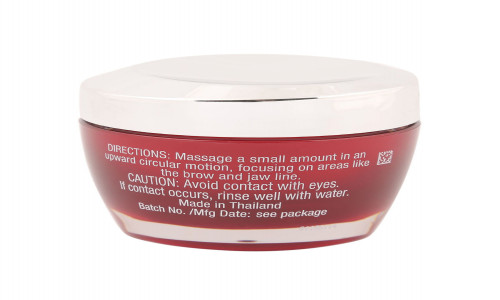 DIRECTIONS: Massage a small amount in an
upward circular motion, focusing on areas like
the brow and jaw line.
CAUTION: Avoid contact with eyes.
If contact occurs, rinse well with water.
Made in Thailand
Batch No. /Mfg Date: see package